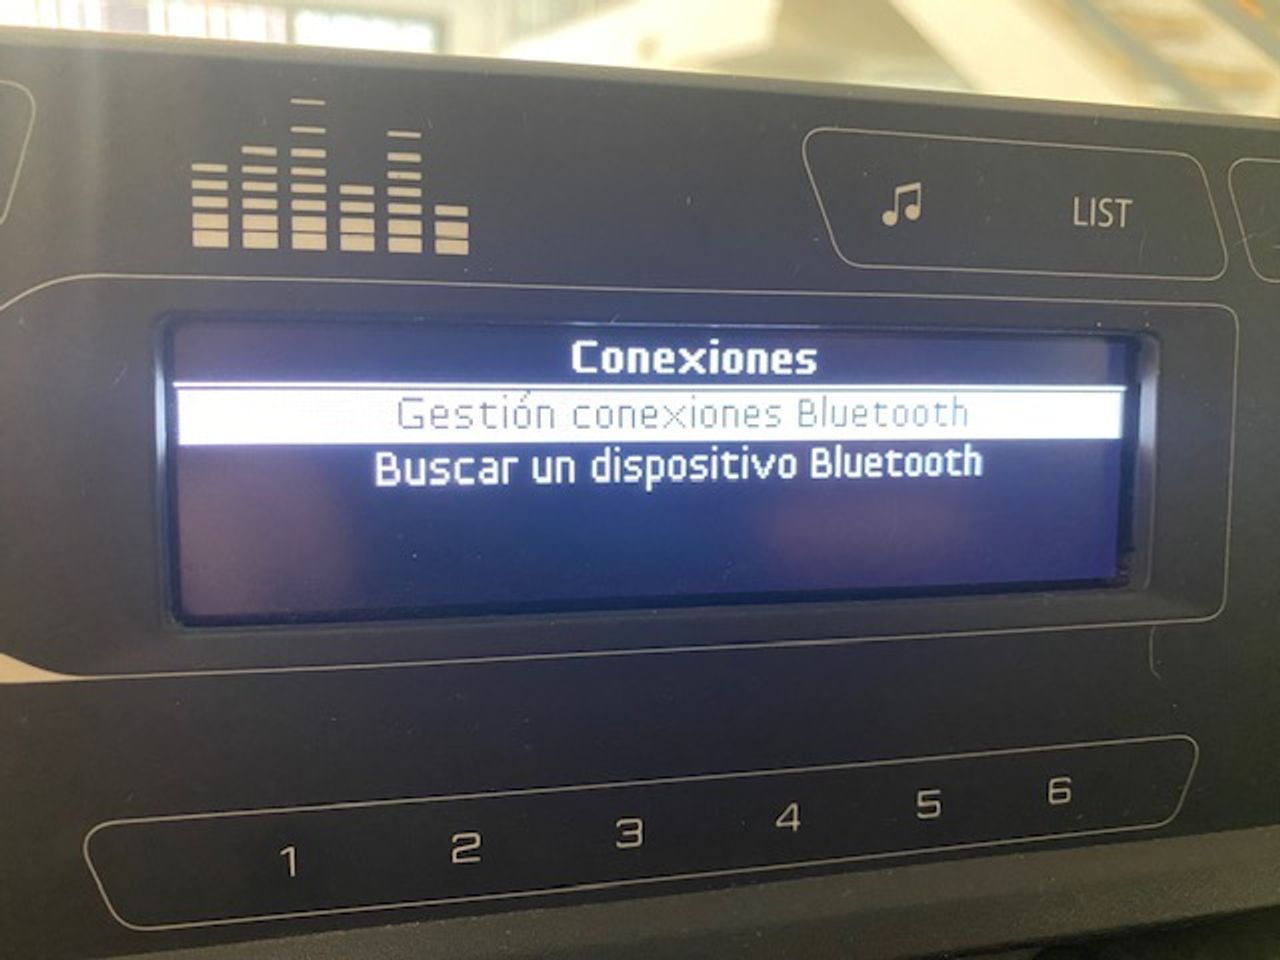 LIST
Conexiones
Gestión conexiones Bluetooth
Buscar un dispositivo Bluetooth
1 2 3 4 5 6